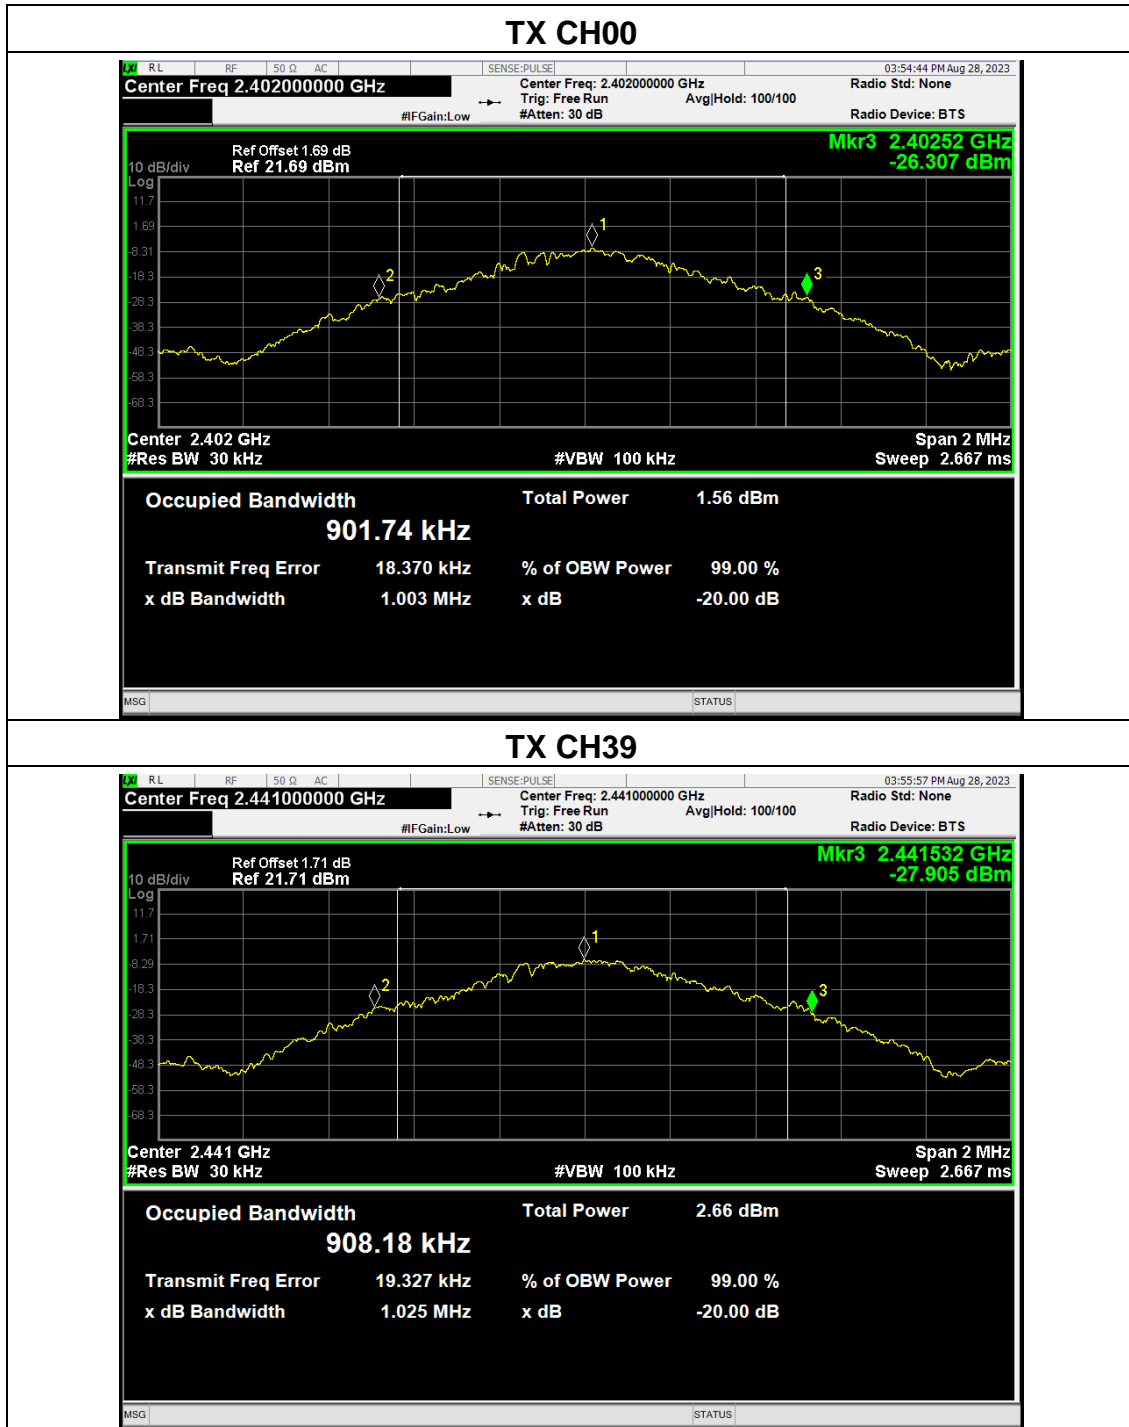 TX CH00
LXI RL RF 50 Ω AC SENSE:PULSE 03:54:44 PM Aug 28, 2023
Center Freq 2.402000000 GHz Center Freq: 2.402000000 GHz Radio Std: None
Trig: Free Run Avg|Hold: 100/100
#IFGain:Low #Atten: 30 dB Radio Device: BTS
Mkr3 2.40252 GHz
-26.307 dBm
Ref Offset 1.69 dB
10 dB/div Ref 21.69 dBm
Log
11.7
1.69
-8.31
-18.3
-28.3
-38.3
-48.3
-58.3
-68.3
1
2
3
Center 2.402 GHz Span 2 MHz
#Res BW 30 kHz #VBW 100 kHz Sweep 2.667 ms
Occupied Bandwidth Total Power 1.56 dBm
901.74 kHz
Transmit Freq Error 18.370 kHz % of OBW Power 99.00 %
x dB Bandwidth 1.003 MHz x dB -20.00 dB
MSG STATUS
TX CH39
LXI RL RF 50 Ω AC SENSE:PULSE 03:55:57 PM Aug 28, 2023
Center Freq 2.441000000 GHz Center Freq: 2.441000000 GHz Radio Std: None
Trig: Free Run Avg|Hold: 100/100
#IFGain:Low #Atten: 30 dB Radio Device: BTS
Mkr3 2.441532 GHz
-27.905 dBm
Ref Offset 1.71 dB
10 dB/div Ref 21.71 dBm
Log
11.7
1.71
-8.29
-18.3
-28.3
-38.3
-48.3
-58.3
-68.3
1
2
3
Center 2.441 GHz Span 2 MHz
#Res BW 30 kHz #VBW 100 kHz Sweep 2.667 ms
Occupied Bandwidth Total Power 2.66 dBm
908.18 kHz
Transmit Freq Error 19.327 kHz % of OBW Power 99.00 %
x dB Bandwidth 1.025 MHz x dB -20.00 dB
MSG STATUS